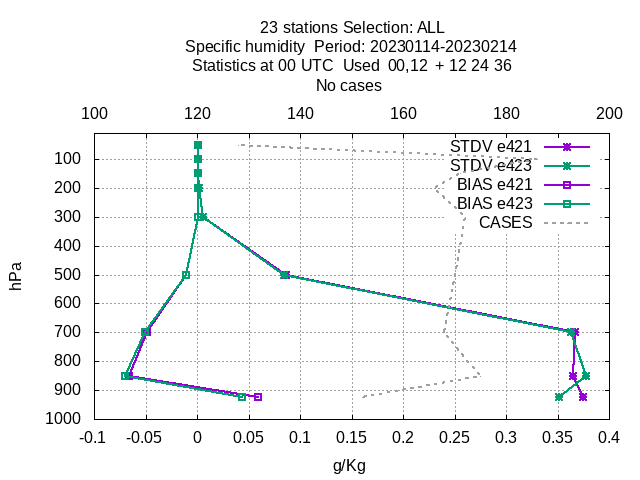 23 stations Selection: ALL
Specific humidity  Period: 20230114-20230214
Statistics at 00 UTC  Used  00,12  + 12 24 36
No cases
100 120 140 160 180 200
STDV e421
STDV e423
BIAS e421
BIAS e423
CASES
100
200
300
400
500
600
700
800
900
1000
hPa
-0.1 -0.05 0 0.05 0.1 0.15 0.2 0.25 0.3 0.35 0.4
g/Kg